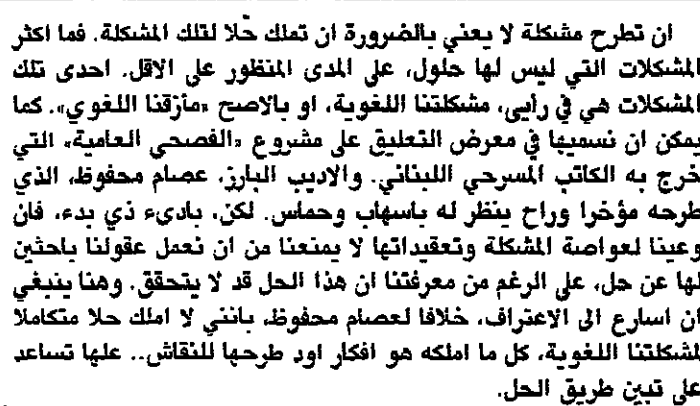 ان تطرح مشكلة لا يعني بالضرورة ان تملك حلا لتلك المشكلة. فما اكثر
المشكلات التي ليس لها حلول، على المدى المنظور على الاقل. احدى تلك
المشكلات هي في رأيي، مشكلتنا اللغوية، او بالاصح «مأزقنا اللغوي». كما
يمكن ان نسميها في معرض التعليق على مشروع «الفصحى العامية» التي
خرج به الكاتب المسرحي اللبناني. والاديب البارز، عصام محفوظ، الذي
طرحه مؤخرا وراح ينظر له باسهاب وحماس. لكن، باديء ذي بدء، فان
وعينا لعواصة المشكلة وتعقيداتها لا يمنعنا من ان نعمل عقولنا باحثين
لها عن حل، على الرغم من معرفتنا ان هذا الحل قد لا يتحقق. وهنا ينبغي
ان اسارع الى الاعتراف، خلافا لعصام محفوظ، بانني لا املك حلا متكاملا
لمشكلتنا اللغوية، كل ما املكه هو افكار اود طرحها للنقاش.. علها تساعد
على تبين طريق الحل.